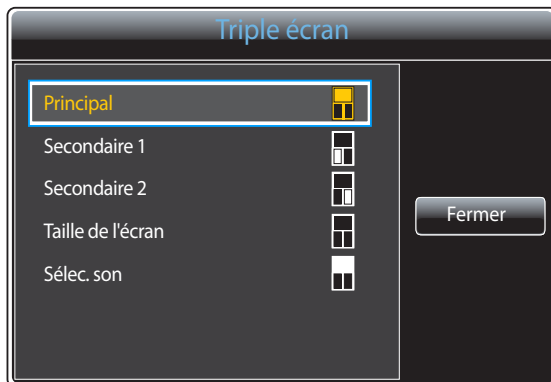 Triple écran
Principal
Secondaire 1
Secondaire 2
Taille de l'écran
Sélec. son
Fermer